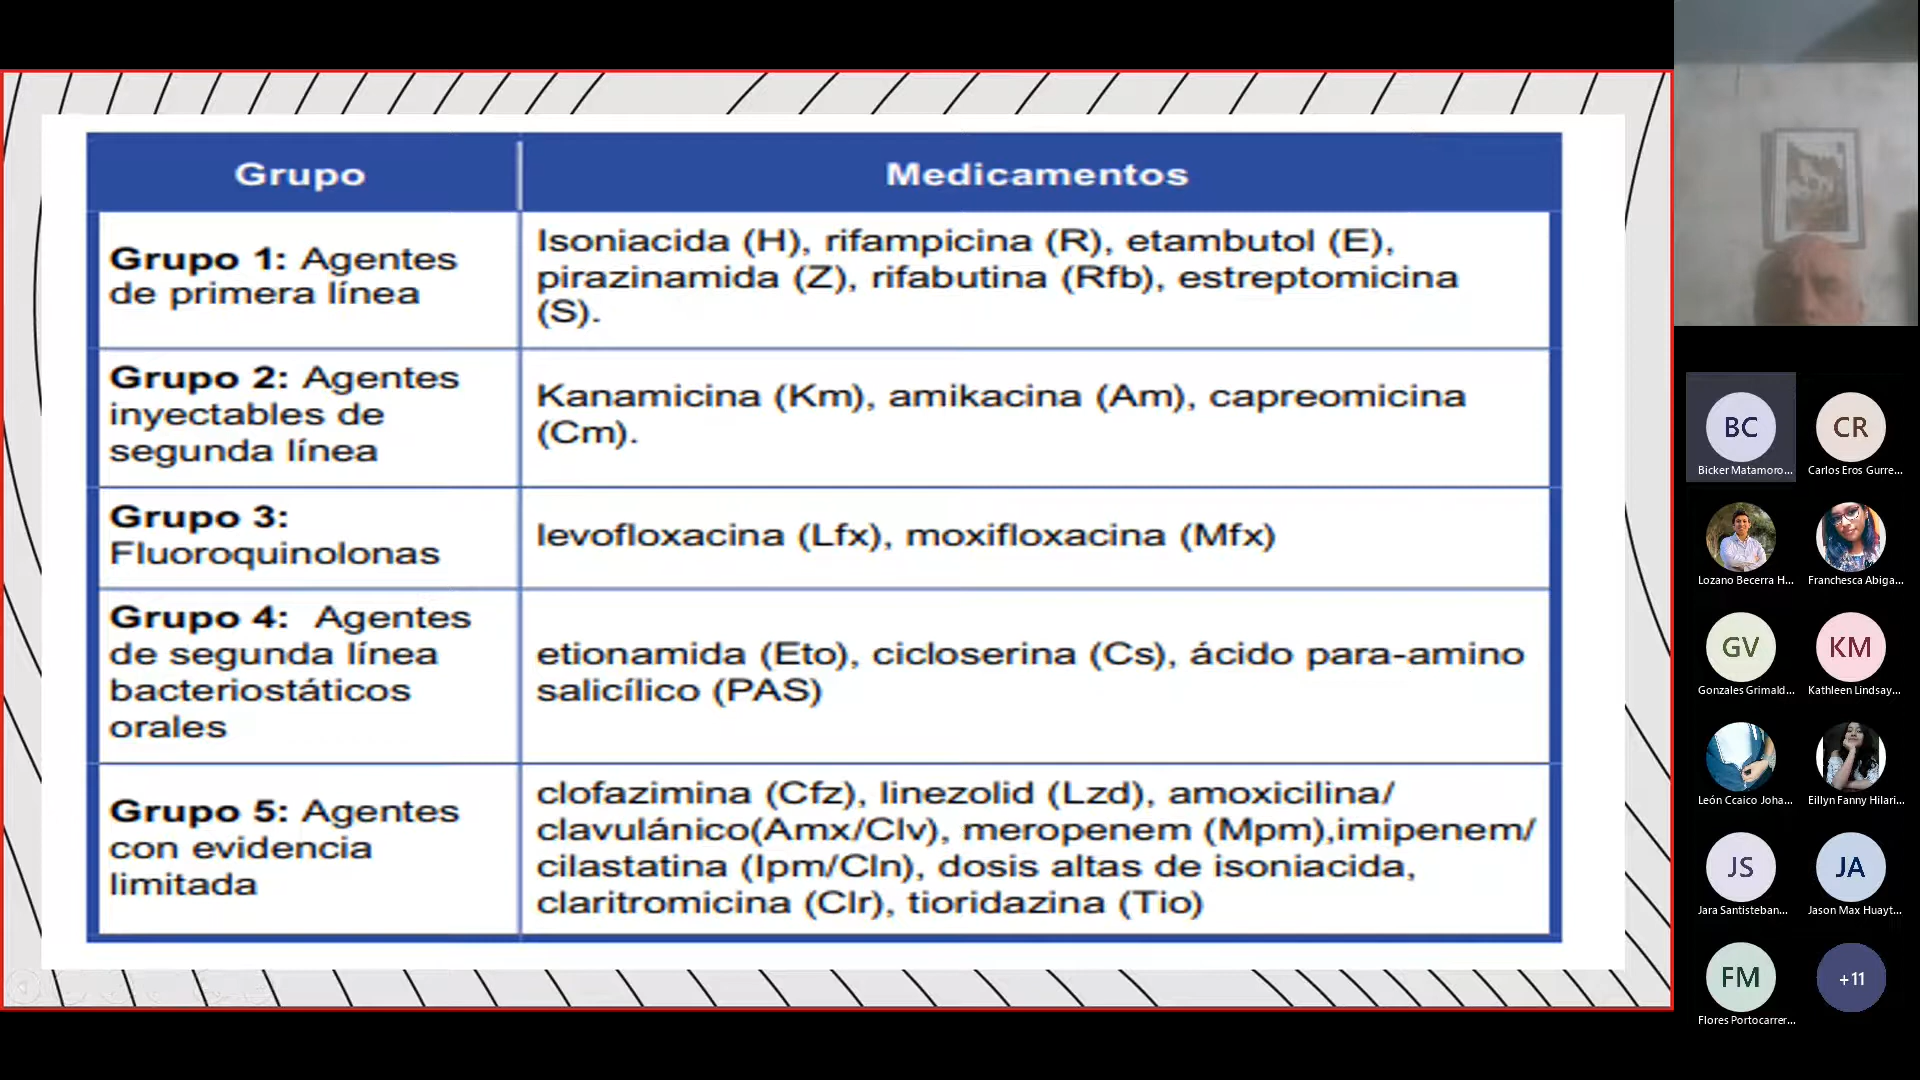 Grupo
Medicamentos
Grupo 1: Agentes
de primera línea
Isoniacida (H), rifampicina (R), etambutol (E),
pirazinamida (Z), rifabutina (Rfb), estreptomicina
(S).
Grupo 2: Agentes
inyectables de
segunda línea
Kanamicina (Km), amikacina (Am), capreomicina
(Cm).
Grupo 3:
Fluoroquinolonas
levofloxacina (Lfx), moxifloxacina (Mfx)
Grupo 4: Agentes
de segunda línea
bacteriostáticos
orales
etionamida (Eto), cicloserina (Cs), ácido para-amino
salicílico (PAS)
Grupo 5: Agentes
con evidencia
limitada
clofazimina (Cfz), linezolid (Lzd), amoxicilina/
clavulánico(Amx/Clv), meropenem (Mpm),imipenem/
cilastatina (Ipm/Cln), dosis altas de isoniacida,
claritromicina (Clr), tioridazina (Tio)
BC
Bicker Matamoro...
CR
Carlos Eros Gurre...
Lozano Becerra H...
Franchesca Abiga...
GV
Gonzales Grimald...
KM
Kathleen Lindsay...
León Ccaico Joha...
Eillyn Fanny Hilari...
JS
Jara Santisteban...
JA
Jason Max Huayt...
FM
Flores Portocarrer...
+11